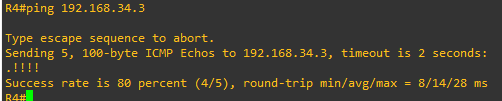 R4#ping 192.168.34.3
Type escape sequence to abort.
Sending 5, 100-byte ICMP Echos to 192.168.34.3, timeout is 2 seconds:
.!!!!
Success rate is 80 percent (4/5), round-trip min/avg/max = 8/14/28 ms
R4#